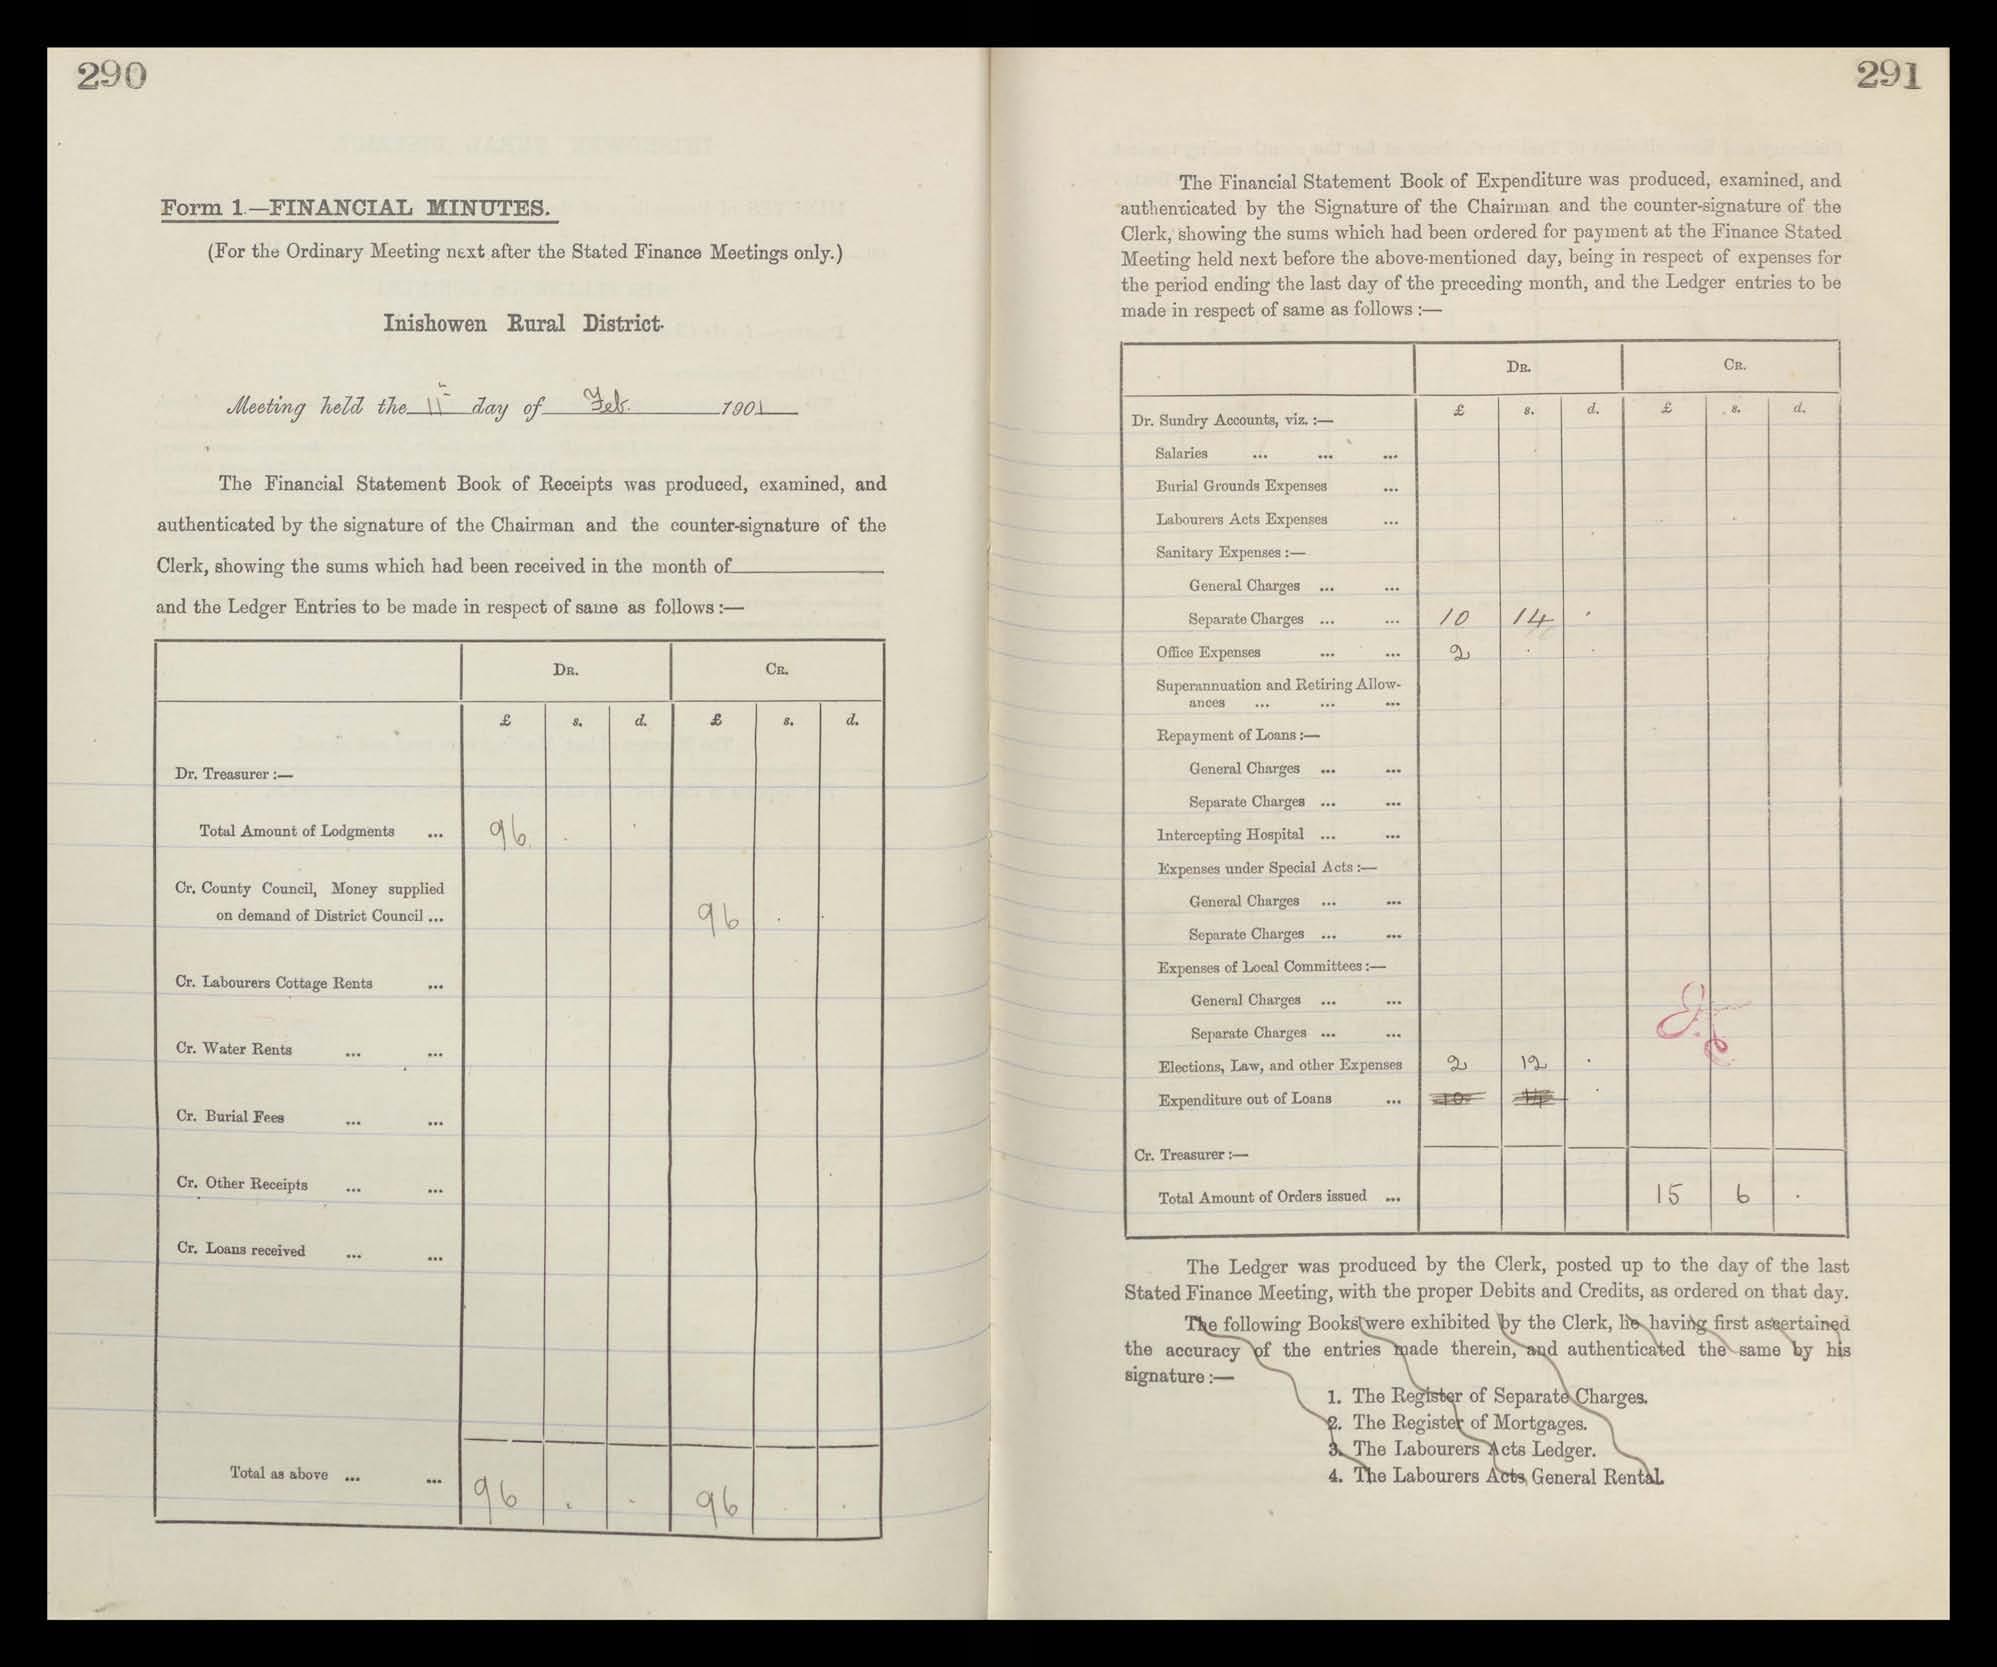 290
Form 1.—FINANCIAL MINUTES.
(For the Ordinary Meeting next after the Stated Finance Meetings only.)
Inishowen Rural District.
Meeting held the 11th day of Feb. 1901
The Financial Statement Book of Receipts was produced, examined, and
authenticated by the signature of the Chairman and the counter-signature of the
Clerk, showing the sums which had been received in the month of
and the Ledger Entries to be made in respect of same as follows :—
DR. CR.
£ s. d. £ s. d.
Dr. Treasurer :—
Total Amount of Lodgments ... 96 . .
Cr. County Council, Money supplied
on demand of District Council ... 96 . .
Cr. Labourers Cottage Rents ...
Cr. Water Rents ... ...
Cr. Burial Fees ... ...
Cr. Other Receipts ... ...
Cr. Loans received ... ...
Total as above ... ... 96 . . 96 . .
291
The Financial Statement Book of Expenditure was produced, examined, and
authenticated by the Signature of the Chairman and the counter-signature of the
Clerk, showing the sums which had been ordered for payment at the Finance Stated
Meeting held next before the above-mentioned day, being in respect of expenses for
the period ending the last day of the preceding month, and the Ledger entries to be
made in respect of same as follows :—
DR. CR.
£ s. d. £ s. d.
Dr. Sundry Accounts, viz. :—
Salaries ... ... ...
Burial Grounds Expenses ...
Labourers Acts Expenses ...
Sanitary Expenses :—
General Charges ... ...
Separate Charges ... ... 10 14 .
Office Expenses ... ... 2 . .
Superannuation and Retiring Allow-
ances ... ... ...
Repayment of Loans :—
General Charges ... ...
Separate Charges ... ...
Intercepting Hospital ... ...
Expenses under Special Acts :—
General Charges ... ...
Separate Charges ... ...
Expenses of Local Committees :—
General Charges ... ...
Separate Charges ... ...
Elections, Law, and other Expenses 2 12 .
Expenditure out of Loans ... 10 14 .
Cr. Treasurer :—
Total Amount of Orders issued ... 15 6 .
The Ledger was produced by the Clerk, posted up to the day of the last
Stated Finance Meeting, with the proper Debits and Credits, as ordered on that day.
The following Books were exhibited by the Clerk, he having first ascertained
the accuracy of the entries made therein, and authenticated the same by his
signature :—
1. The Register of Separate Charges.
2. The Register of Mortgages.
3. The Labourers Acts Ledger.
4. The Labourers Acts General Rental.